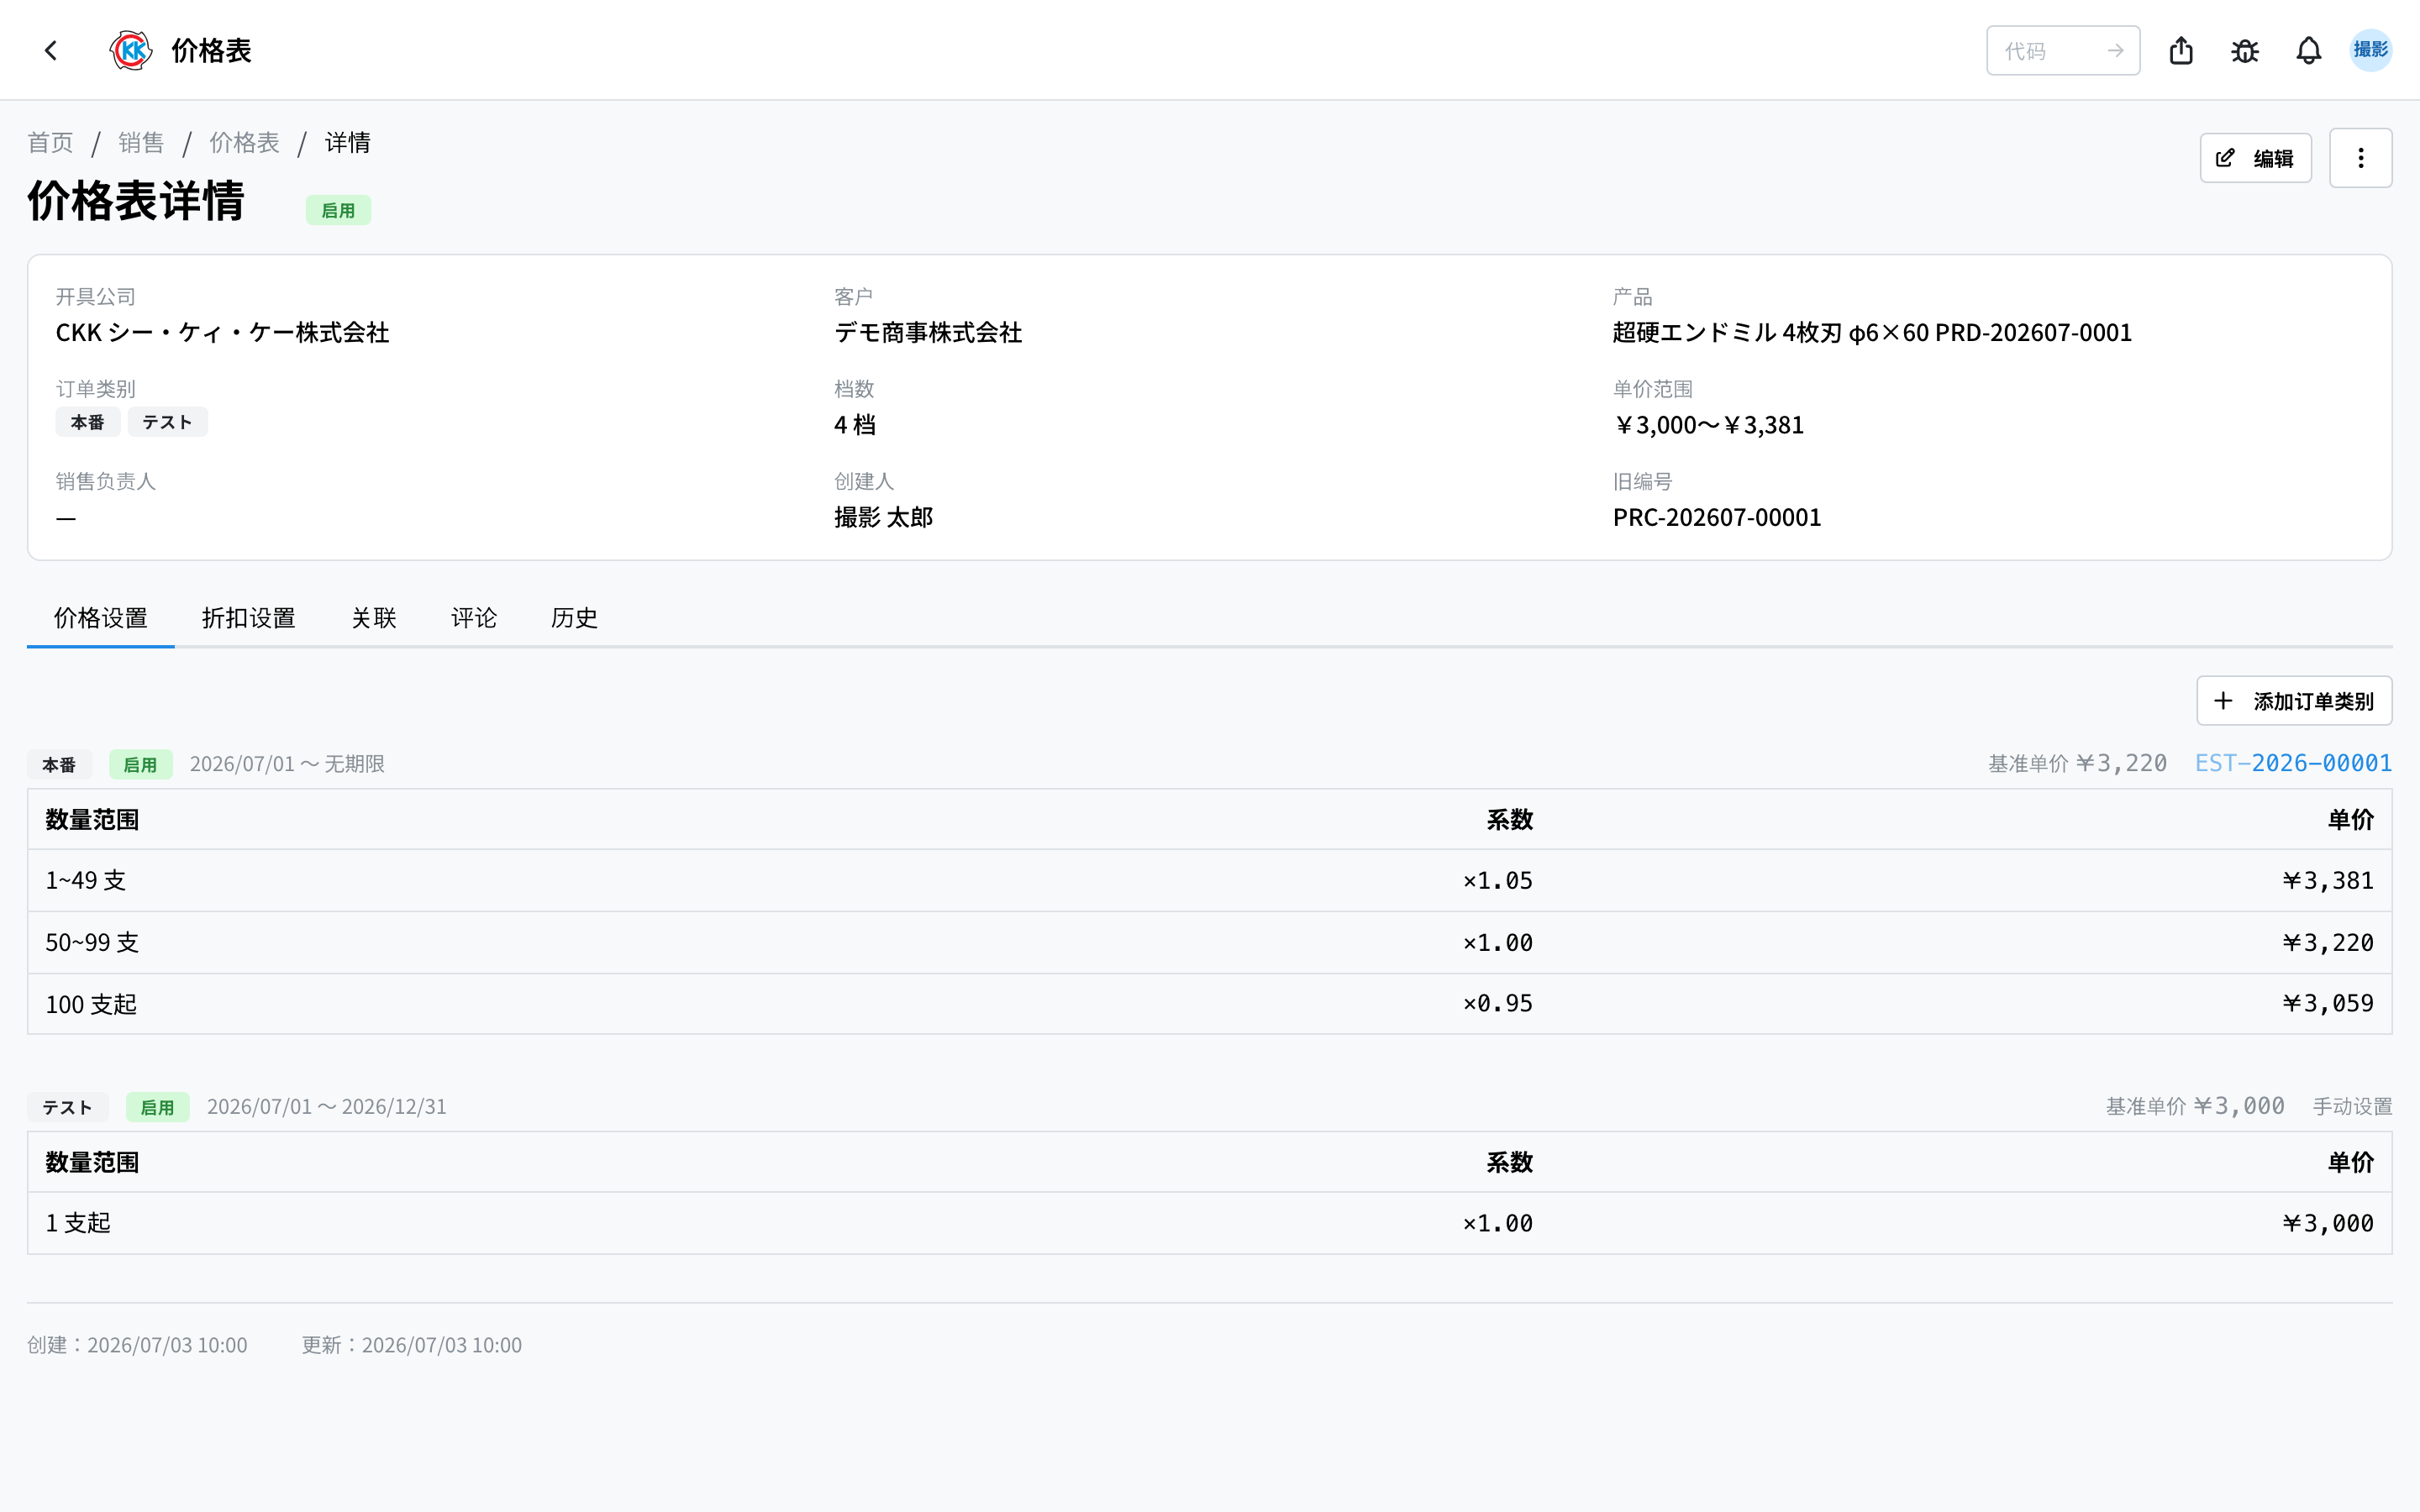 CKK 价格表 代码 撮影
首页 / 销售 / 价格表 / 详情
编辑
价格表详情 启用
开具公司 客户 产品
CKK シー・ケィ・ケー株式会社 デモ商事株式会社 超硬エンドミル 4枚刃 φ6×60 PRD-202607-0001
订单类别 档数 单价范围
本番 テスト 4 档 ￥3,000～￥3,381
销售负责人 创建人 旧编号
— 撮影 太郎 PRC-202607-00001
价格设置 折扣设置 关联 评论 历史
添加订单类别
本番 启用 2026/07/01 ～ 无期限 基准单价 ￥3,220 EST-2026-00001
数量范围 系数 单价
1~49 支 ×1.05 ￥3,381
50~99 支 ×1.00 ￥3,220
100 支起 ×0.95 ￥3,059
テスト 启用 2026/07/01 ～ 2026/12/31 基准单价 ￥3,000 手动设置
数量范围 系数 单价
1 支起 ×1.00 ￥3,000
创建：2026/07/03 10:00 更新：2026/07/03 10:00